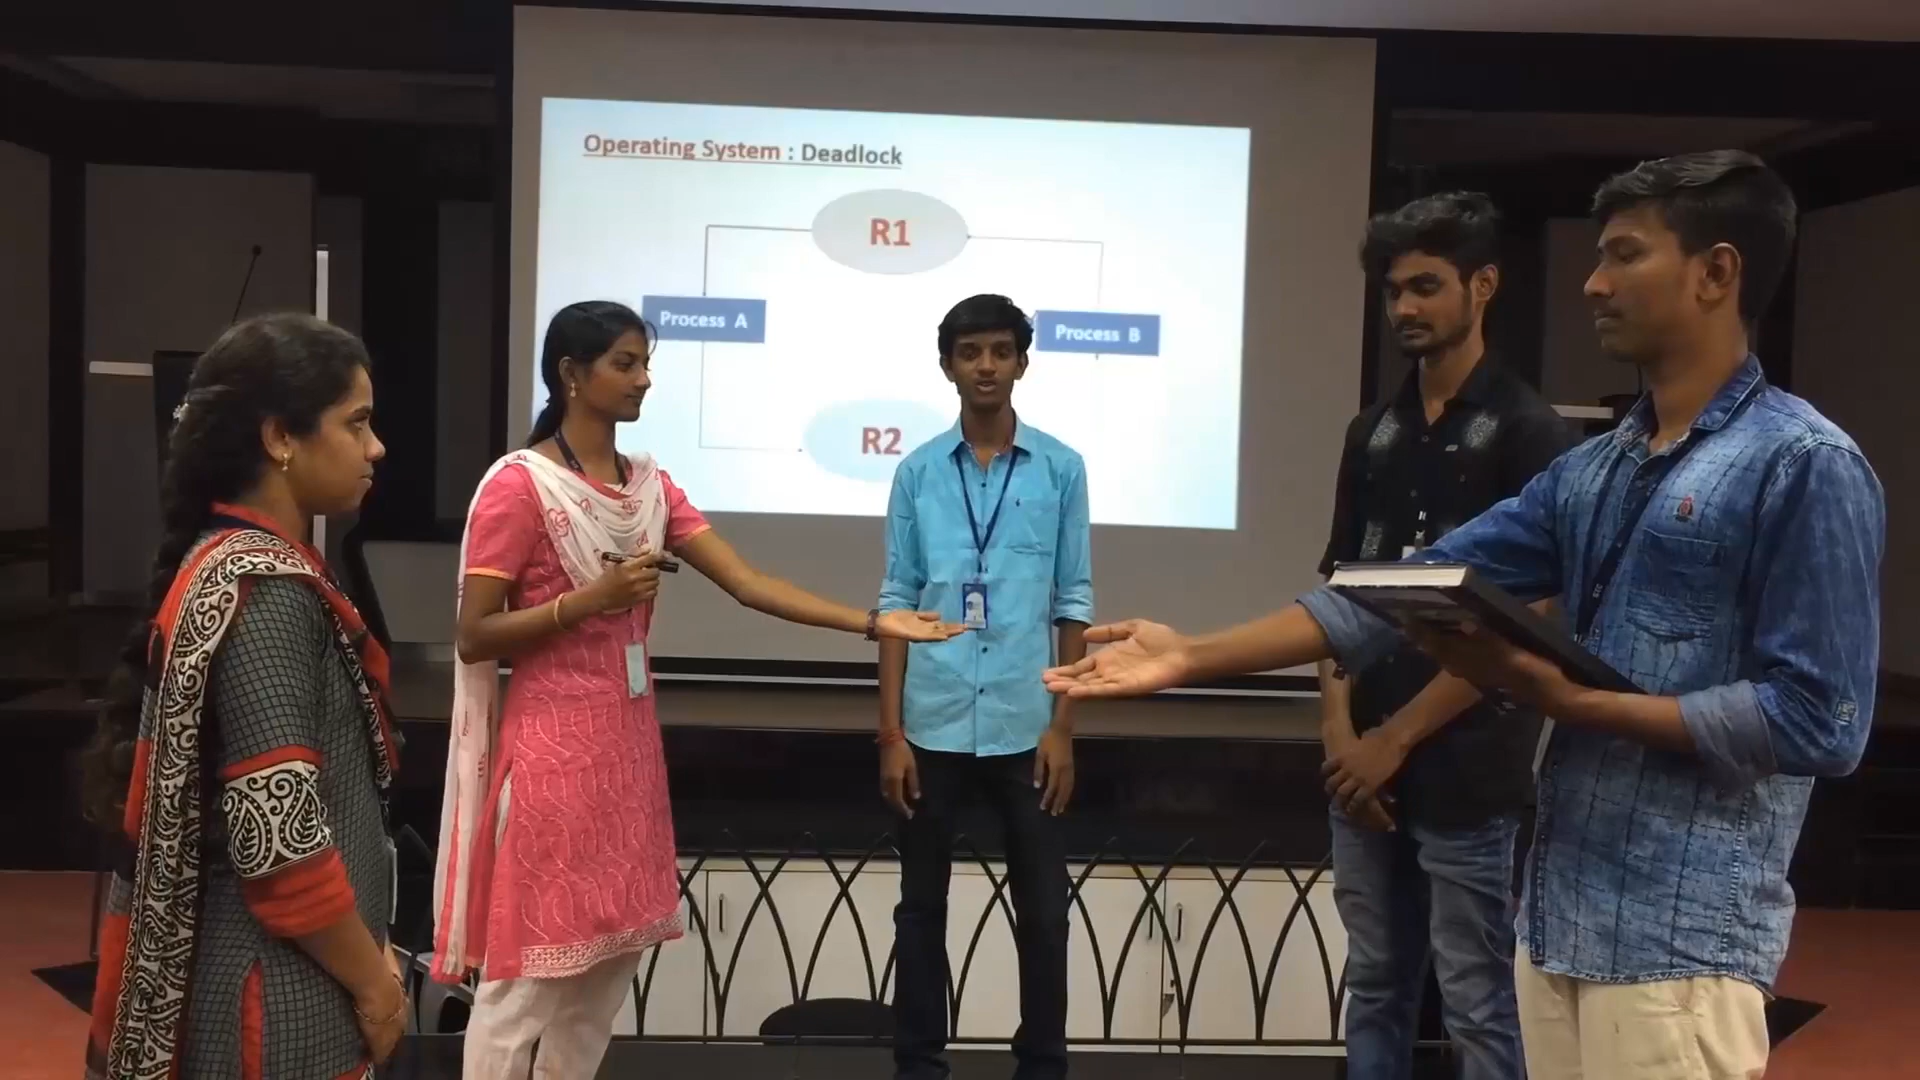 Operating System : Deadlock
R1
Process A
Process B
R2